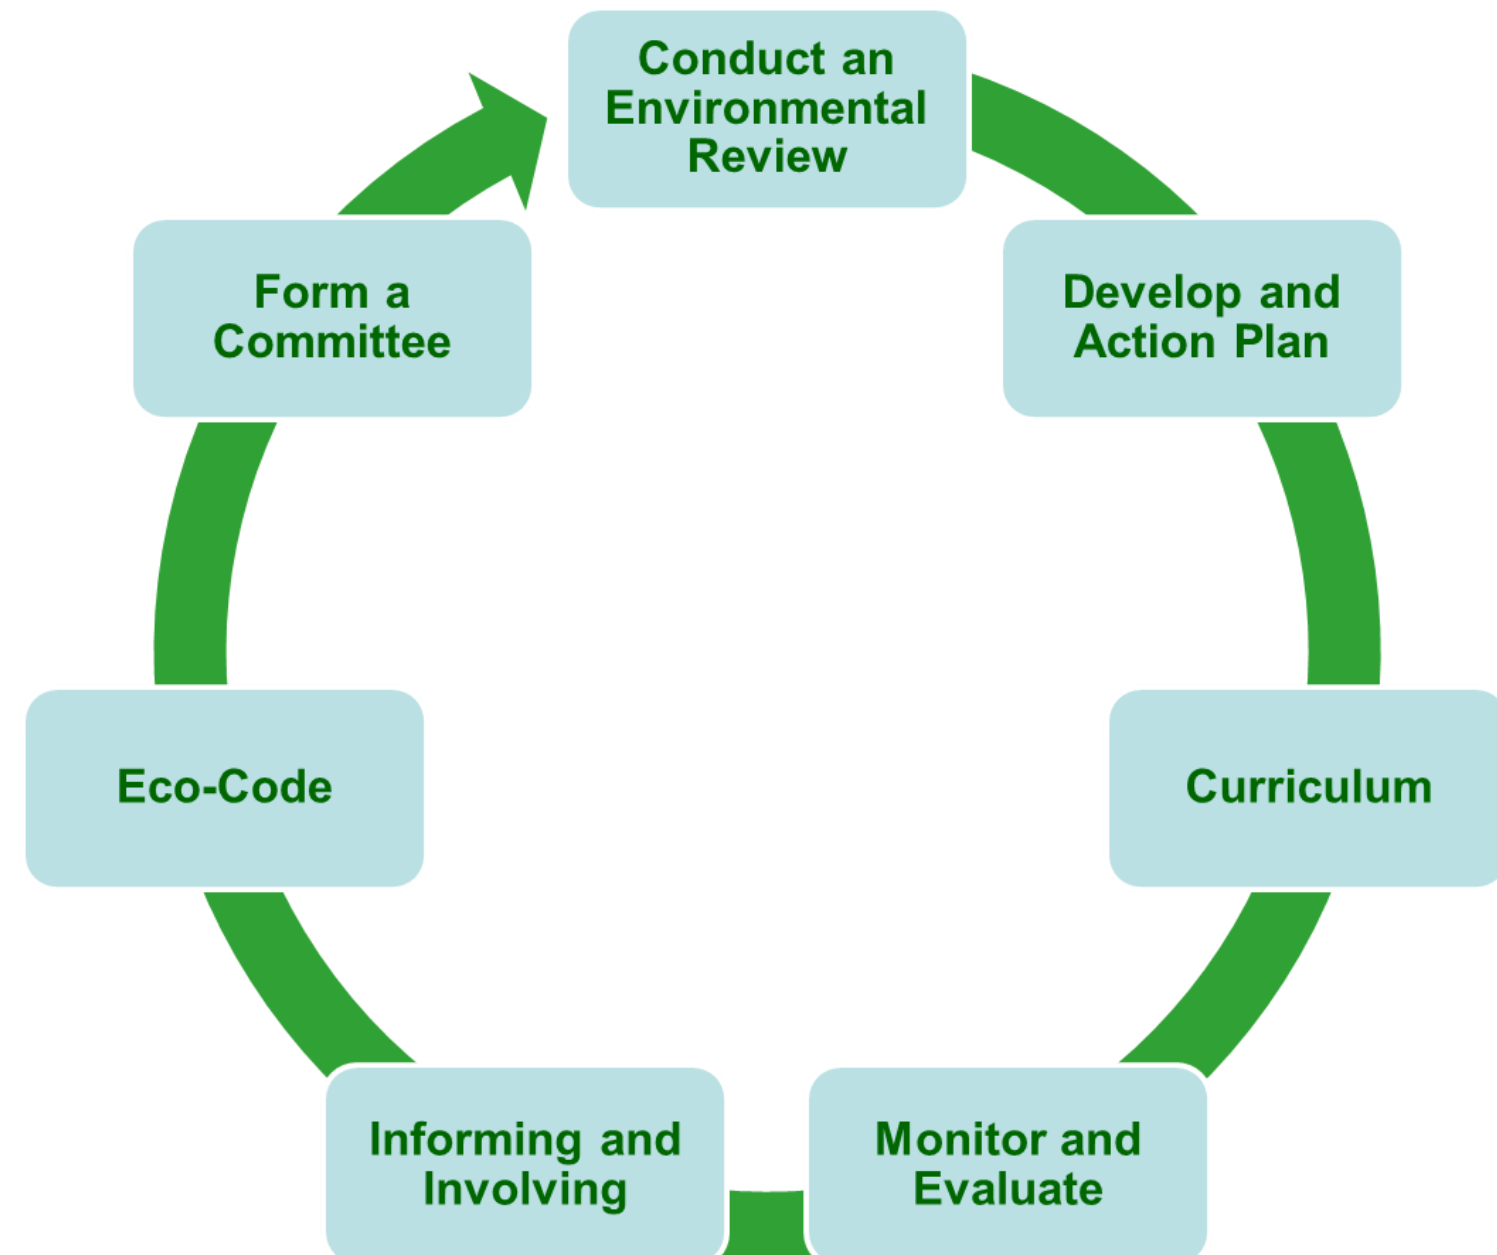 Conduct an
Environmental
Review
Develop and
Action Plan
Curriculum
Monitor and
Evaluate
Informing and
Involving
Eco-Code
Form a
Committee